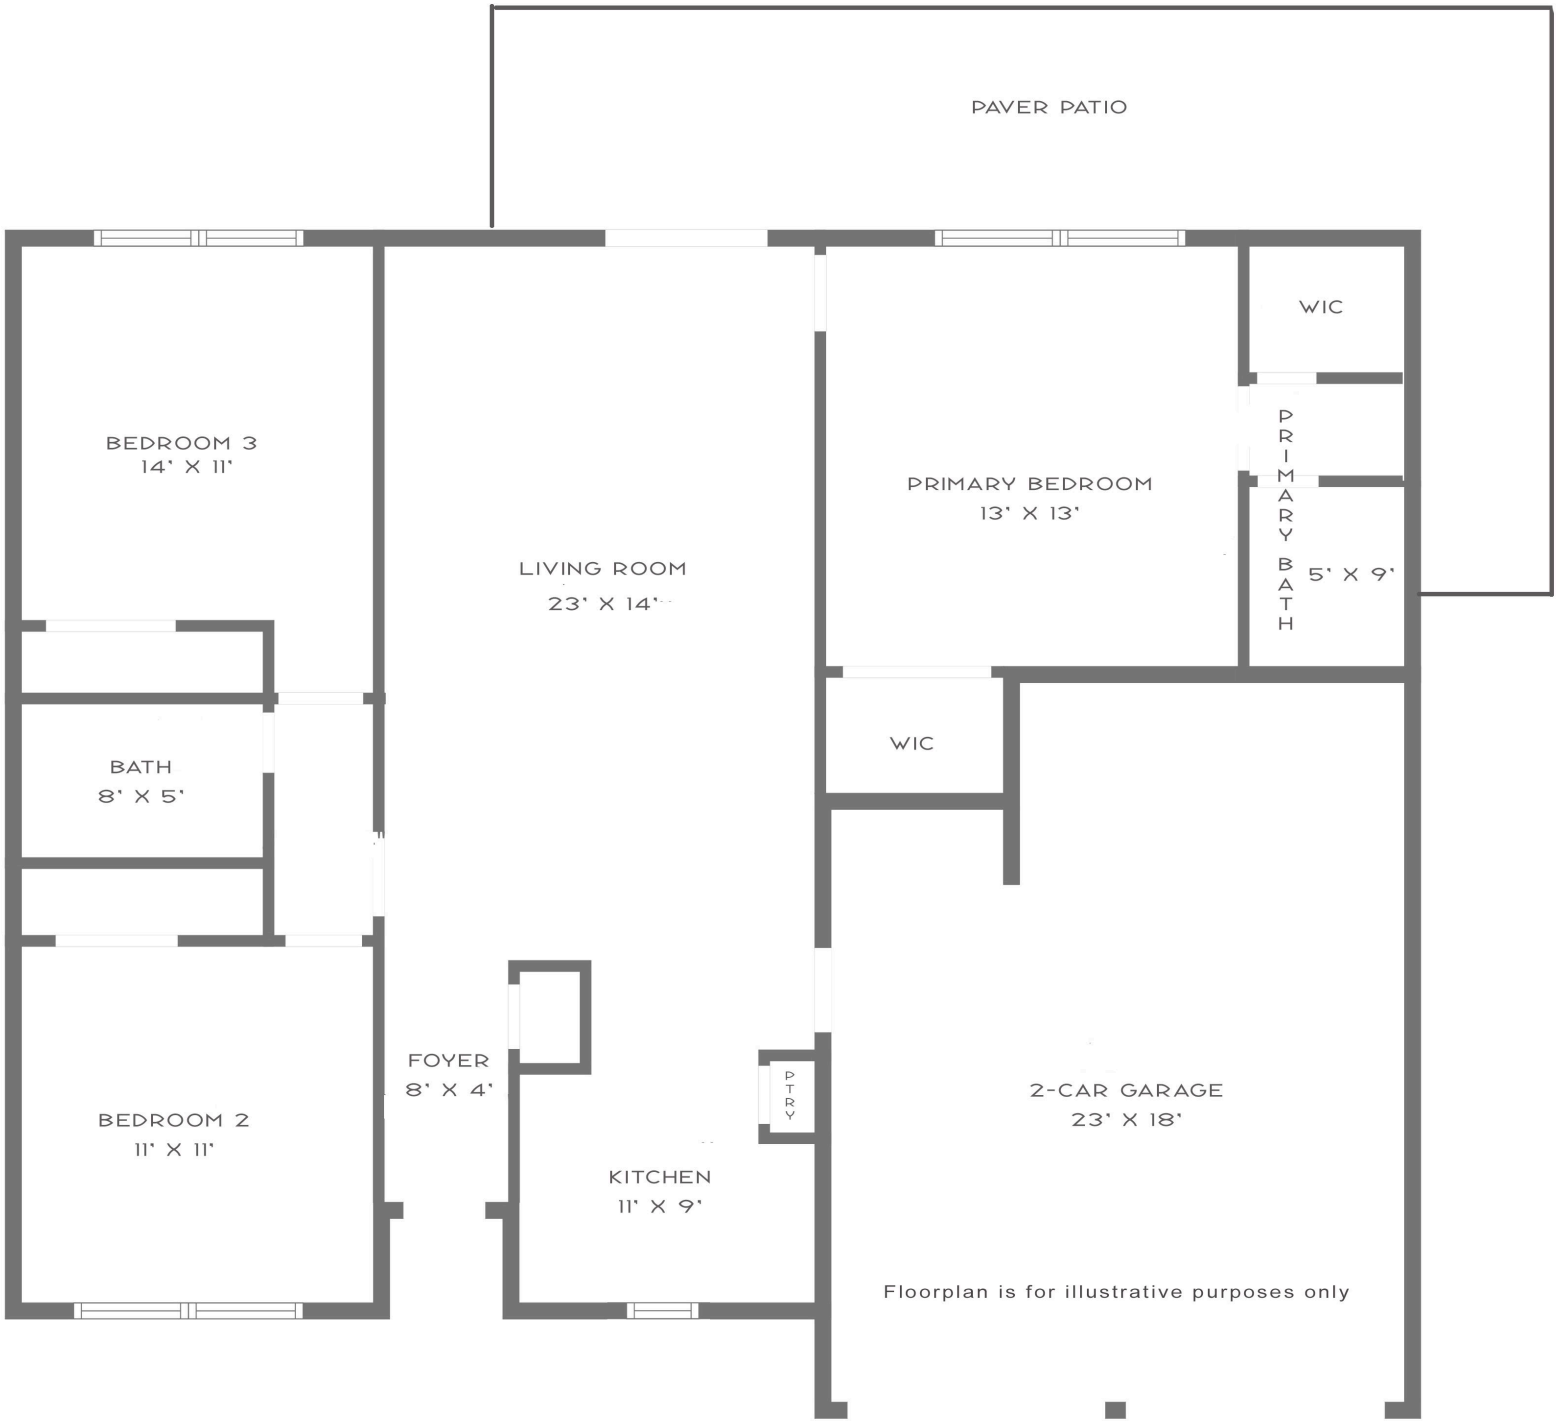 PAVER PATIO
WIC
BEDROOM 3
14' X 11'
PRIMARY BEDROOM
13' X 13'
PRIMARY BATH
5' X 9'
LIVING ROOM
23' X 14'
WIC
BATH
8' X 5'
FOYER
8' X 4'
PTRY
2-CAR GARAGE
23' X 18'
BEDROOM 2
11' X 11'
KITCHEN
11' X 9'
Floorplan is for illustrative purposes only